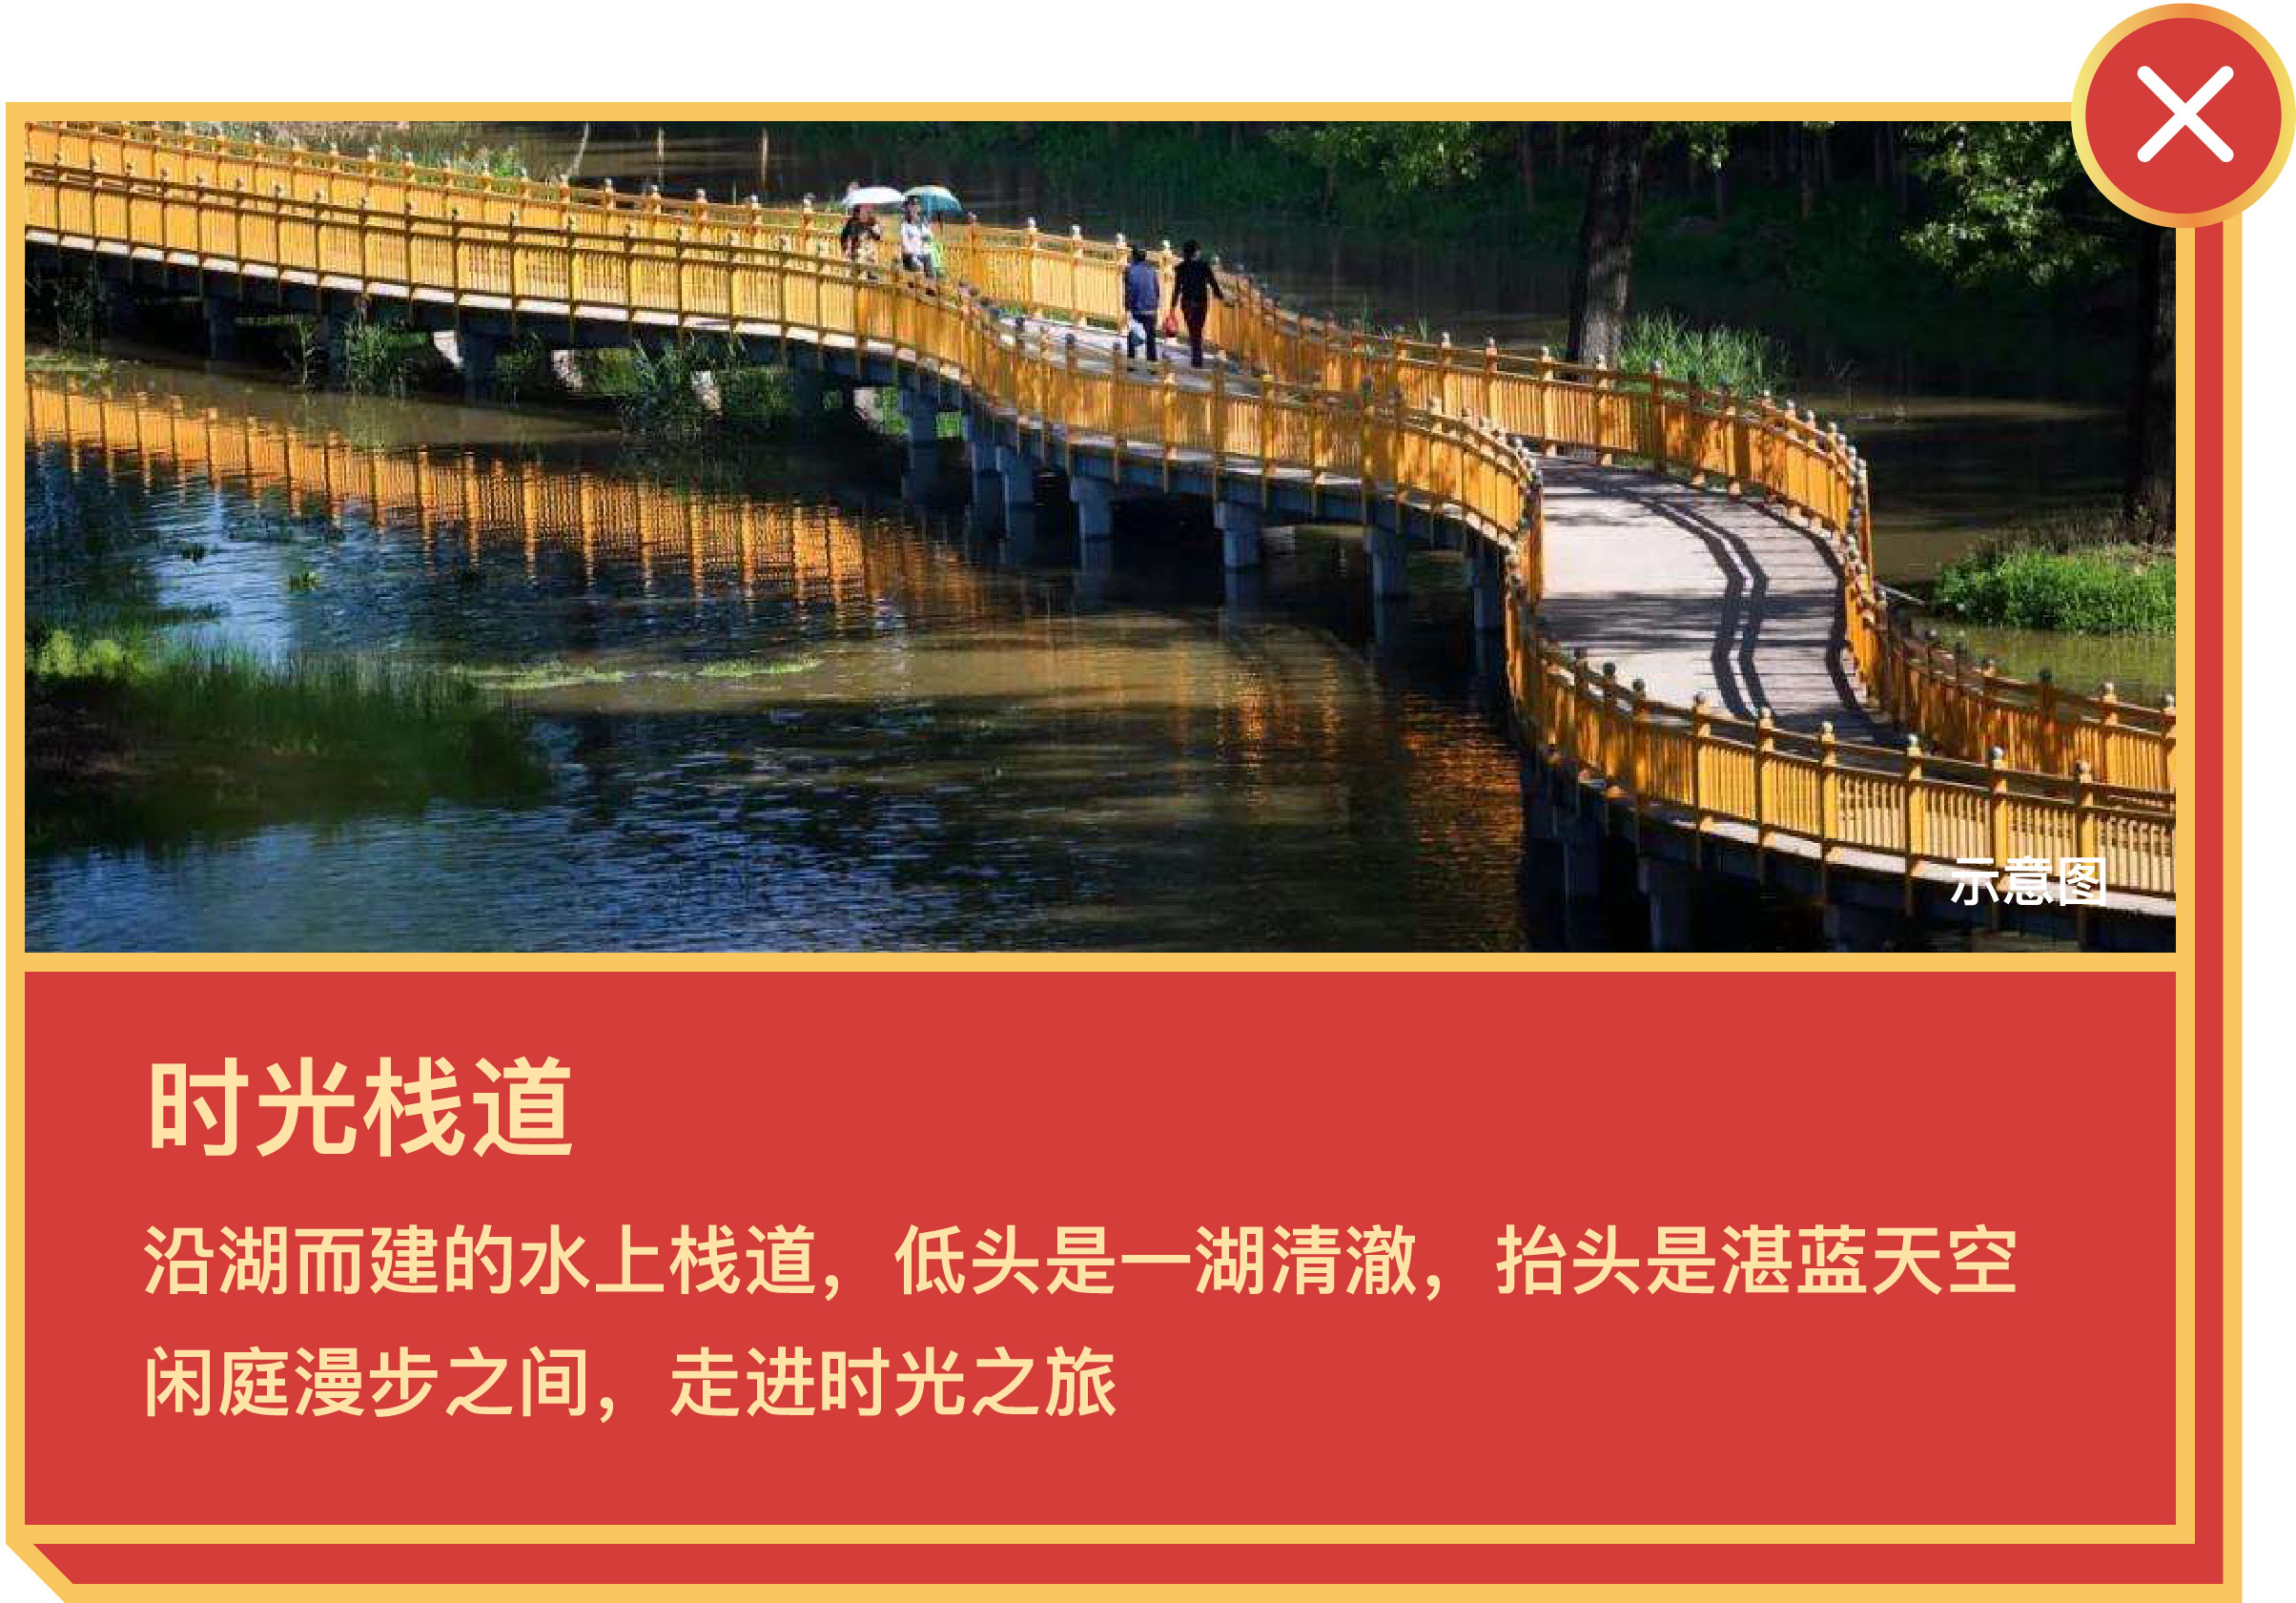 示意图
时光栈道
沿湖而建的水上栈道，低头是一湖清澈，抬头是湛蓝天空
闲庭漫步之间，走进时光之旅